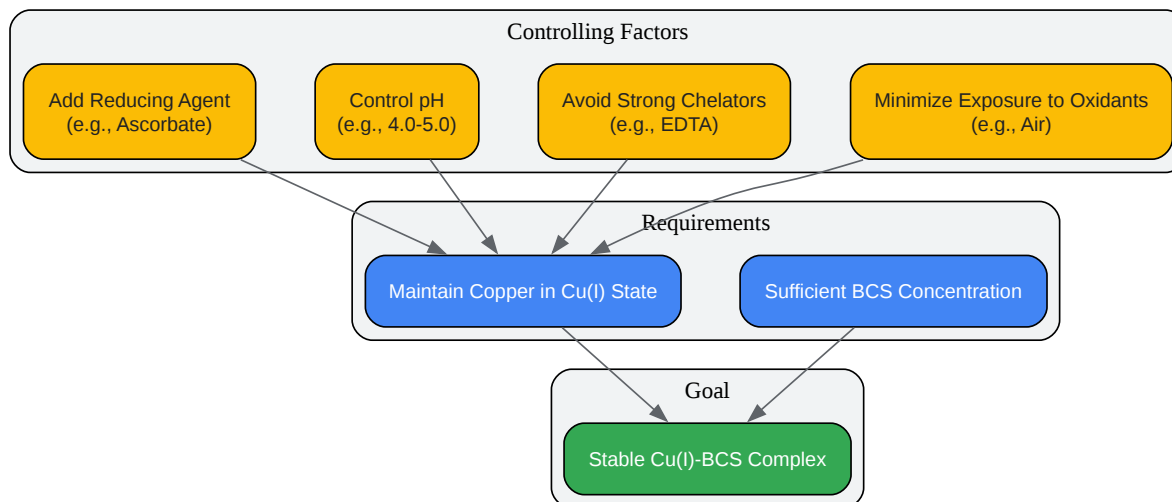 Controlling Factors
Add Reducing Agent
(e.g., Ascorbate)
Control pH
(e.g., 4.0-5.0)
Avoid Strong Chelators
(e.g., EDTA)
Minimize Exposure to Oxidants
(e.g., Air)
Requirements
Maintain Copper in Cu(I) State
Sufficient BCS Concentration
Goal
Stable Cu(I)-BCS Complex